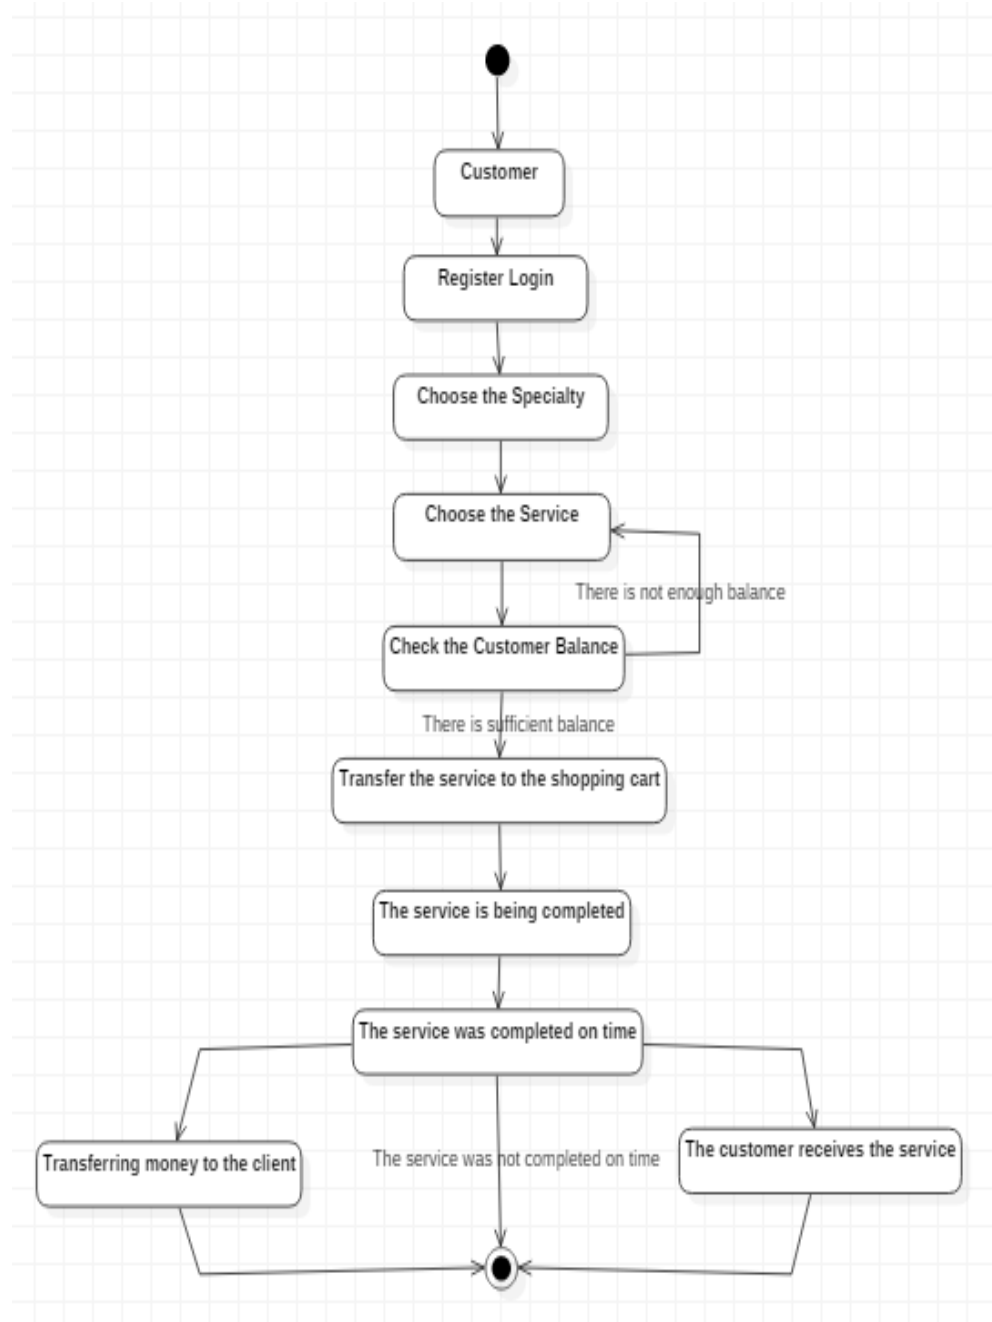 Customer
Register Login
Choose the Specialty
Choose the Service
There is not enough balance
Check the Customer Balance
There is sufficient balance
Transfer the service to the shopping cart
The service is being completed
The service was completed on time
Transferring money to the client
The service was not completed on time
The customer receives the service